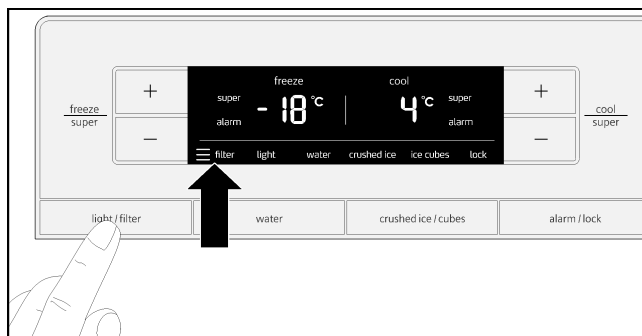 freeze cool
super super
- 18 °C 4 °C
alarm alarm
filter light water crushed ice ice cubes lock
+ +
freeze
super
cool
super
– –
light / filter water crushed ice / cubes alarm / lock